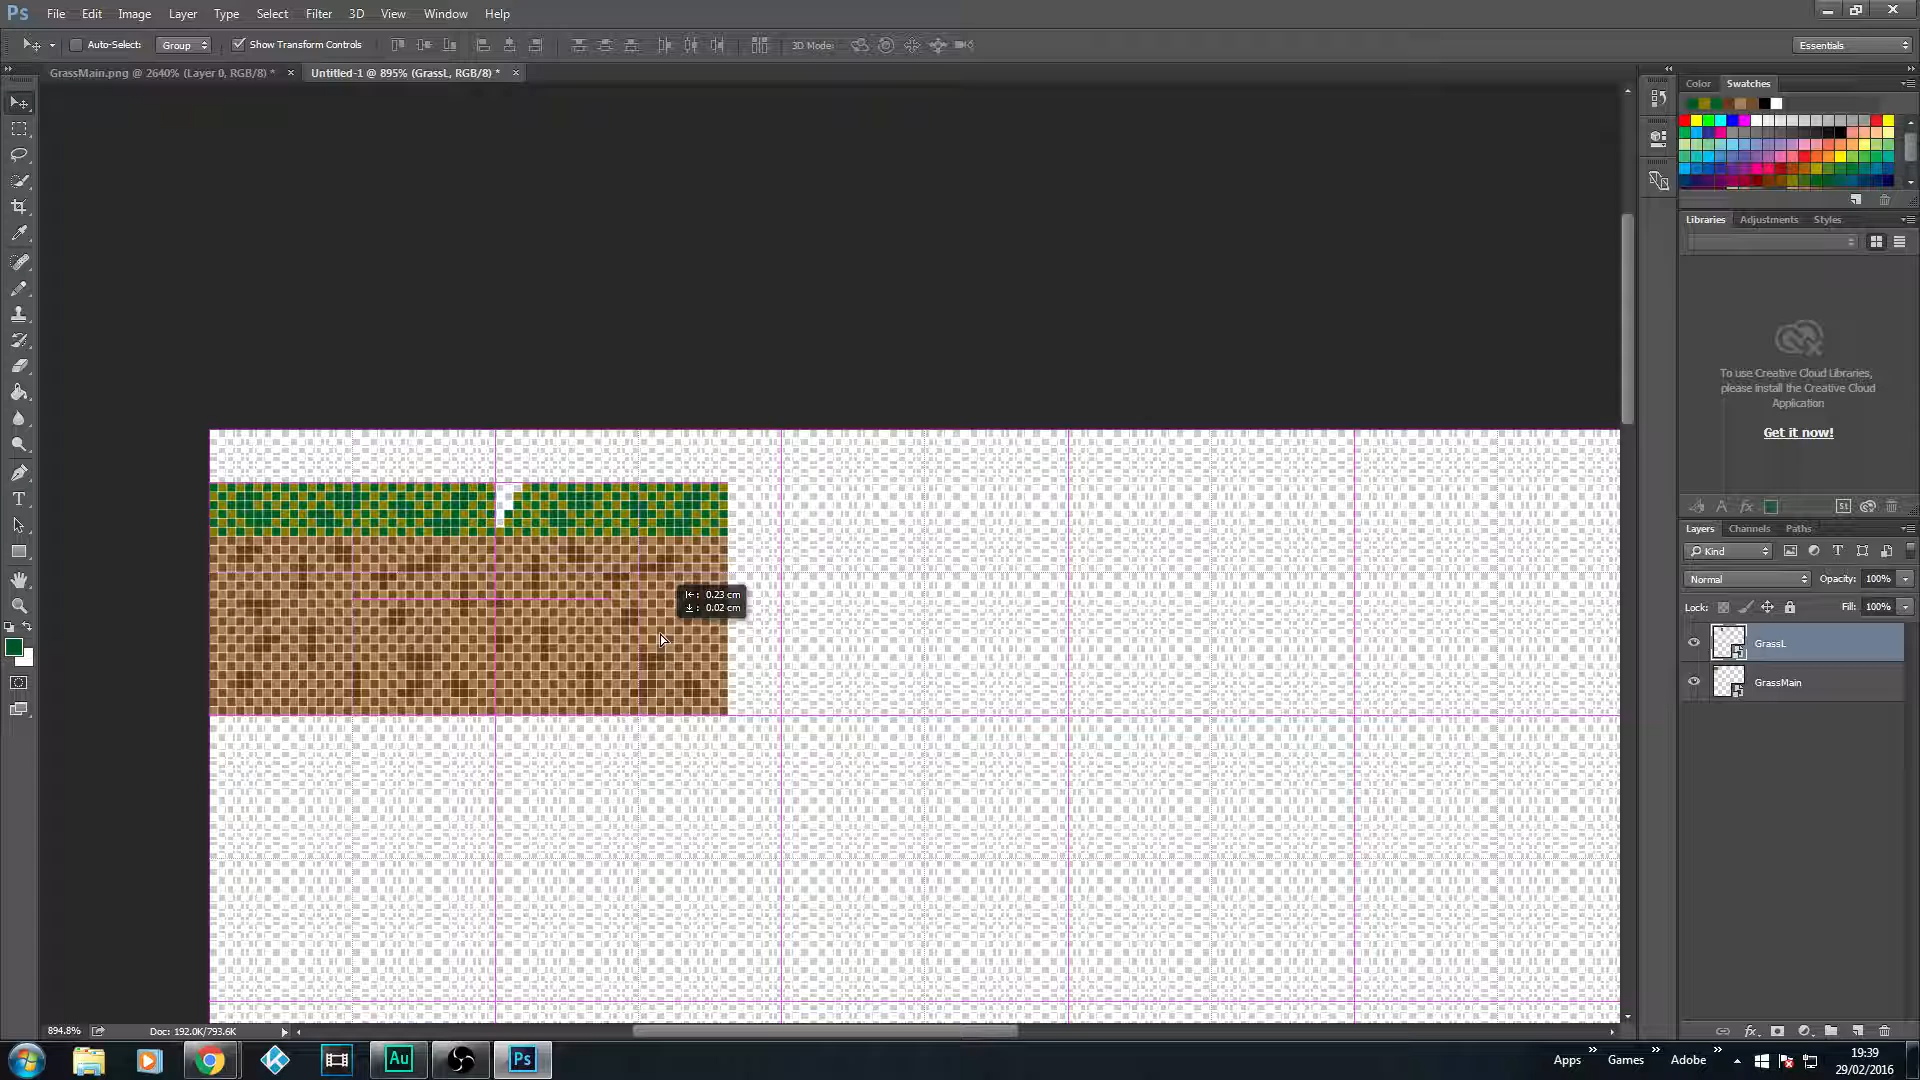 Ps File Edit Image Layer Type Select Filter 3D View Window Help
Auto-Select: Group Show Transform Controls 3D Mode: Essentials
GrassMain.png @ 2640% (Layer 0, RGB/8) * × Untitled-1 @ 895% (GrassL, RGB/8) * ×
Color Swatches
Libraries Adjustments Styles
To use Creative Cloud Libraries,
please install the Creative Cloud
Application
Get it now!
Layers Channels Paths
Kind
Normal Opacity: 100%
Lock: Fill: 100%
GrassL
GrassMain
0.23 cm
0.02 cm
894.8% Doc: 192.0K/793.6K
Au Ps Apps » Games » Adobe »
19:39
29/02/2016